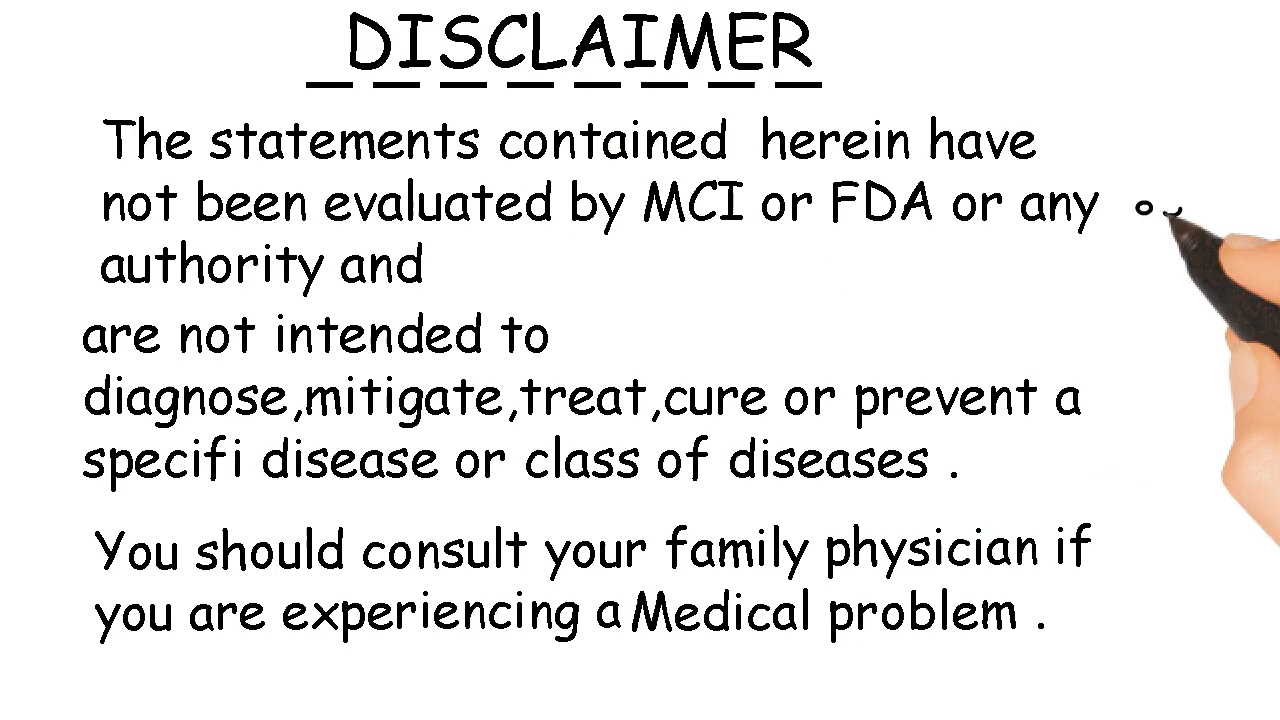 DISCLAIMER
The statements contained herein have
not been evaluated by MCI or FDA or any
authority and
are not intended to
diagnose,mitigate,treat,cure or prevent a
specifi disease or class of diseases .
You should consult your family physician if
you are experiencing a Medical problem .